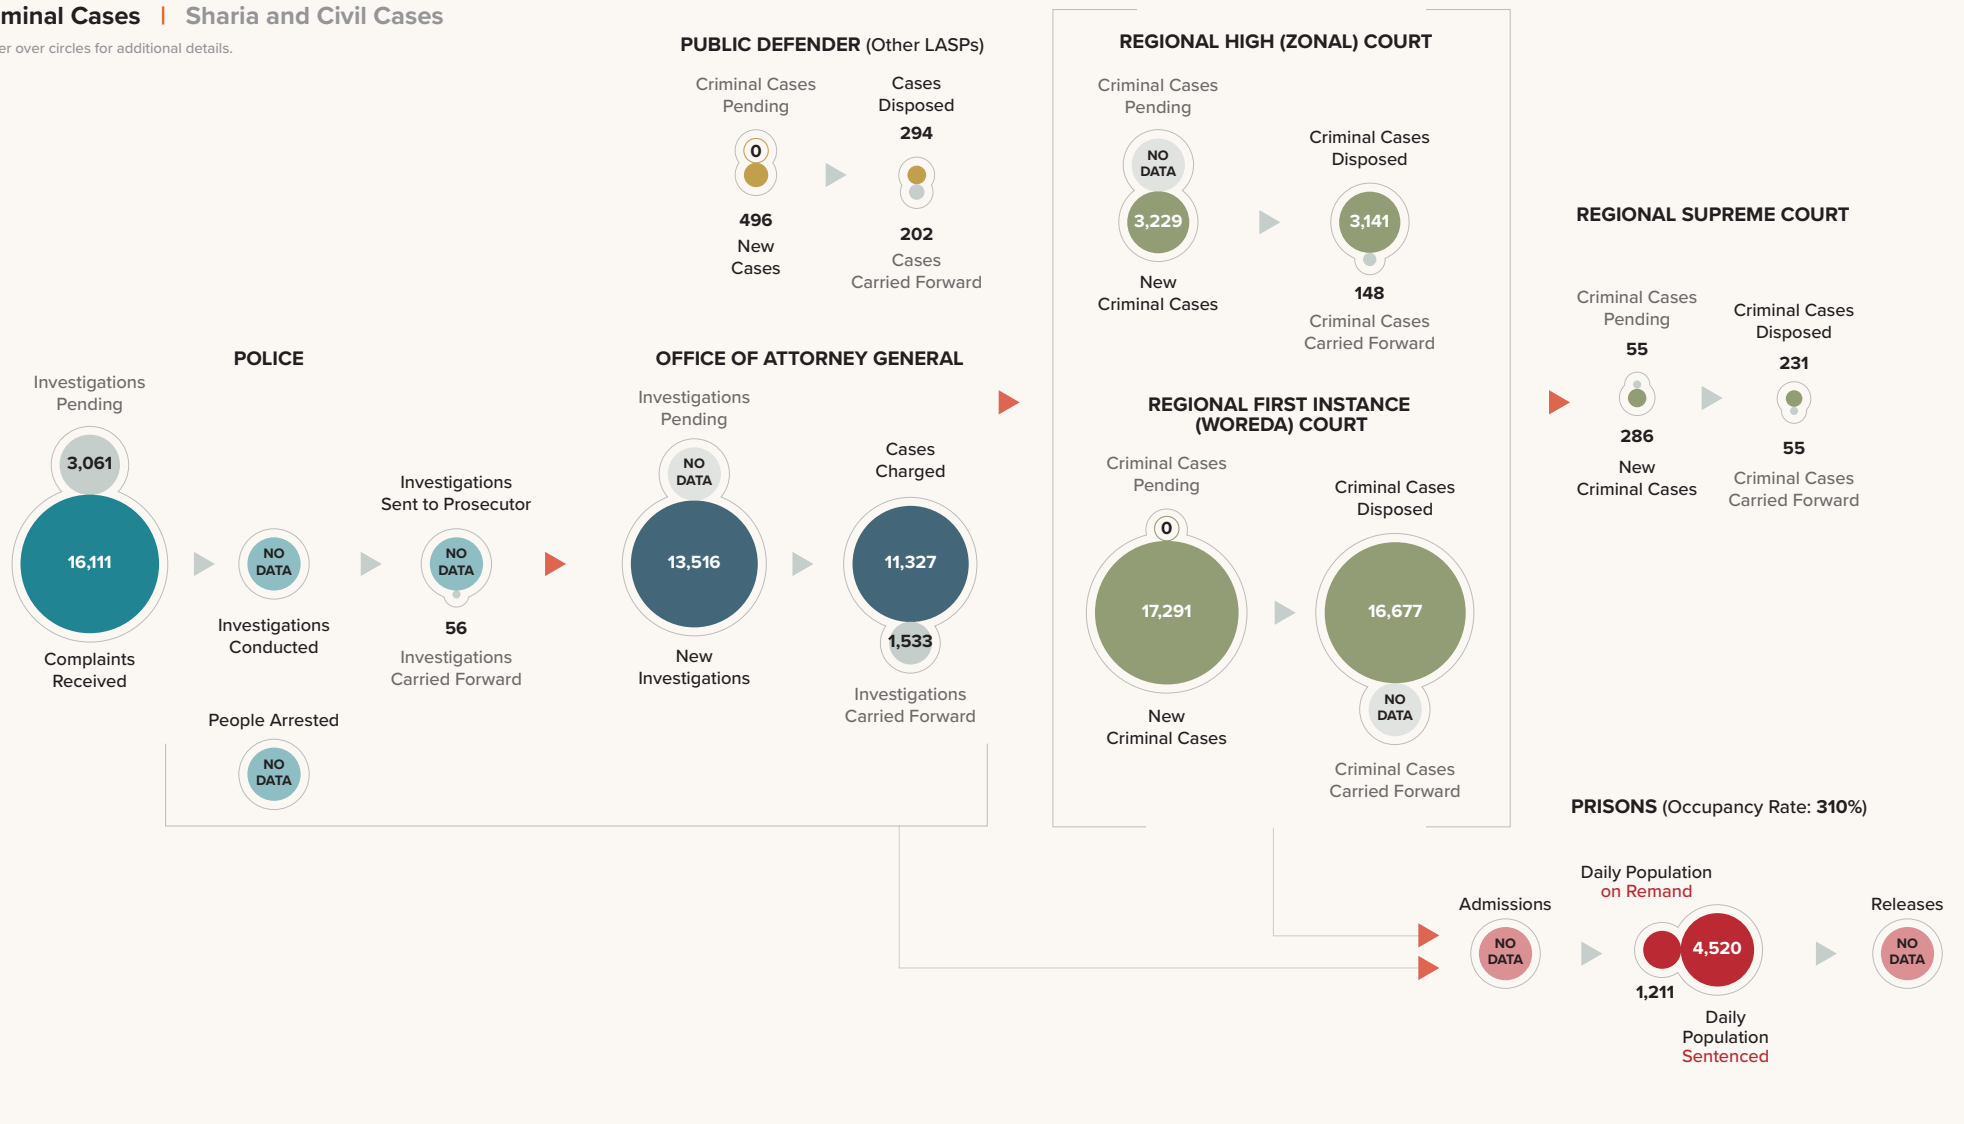 minal Cases | Sharia and Civil Cases
er over circles for additional details.
PUBLIC DEFENDER (Other LASPs)
Criminal Cases
Pending
0
496
New
Cases
Cases
Disposed
294
202
Cases
Carried Forward
REGIONAL HIGH (ZONAL) COURT
Criminal Cases
Pending
NO
DATA
3,229
New
Criminal Cases
Criminal Cases
Disposed
3,141
148
Criminal Cases
Carried Forward
REGIONAL SUPREME COURT
Criminal Cases
Pending
55
286
New
Criminal Cases
Criminal Cases
Disposed
231
55
Criminal Cases
Carried Forward
POLICE
Investigations
Pending
3,061
16,111
Complaints
Received
NO
DATA
Investigations
Conducted
Investigations
Sent to Prosecutor
NO
DATA
56
Investigations
Carried Forward
People Arrested
NO
DATA
OFFICE OF ATTORNEY GENERAL
Investigations
Pending
NO
DATA
13,516
New
Investigations
Cases
Charged
11,327
1,533
Investigations
Carried Forward
REGIONAL FIRST INSTANCE
(WOREDA) COURT
Criminal Cases
Pending
0
17,291
New
Criminal Cases
Criminal Cases
Disposed
16,677
NO
DATA
Criminal Cases
Carried Forward
PRISONS (Occupancy Rate: 310%)
Admissions
NO
DATA
Daily Population
on Remand
1,211
4,520
Daily
Population
Sentenced
Releases
NO
DATA